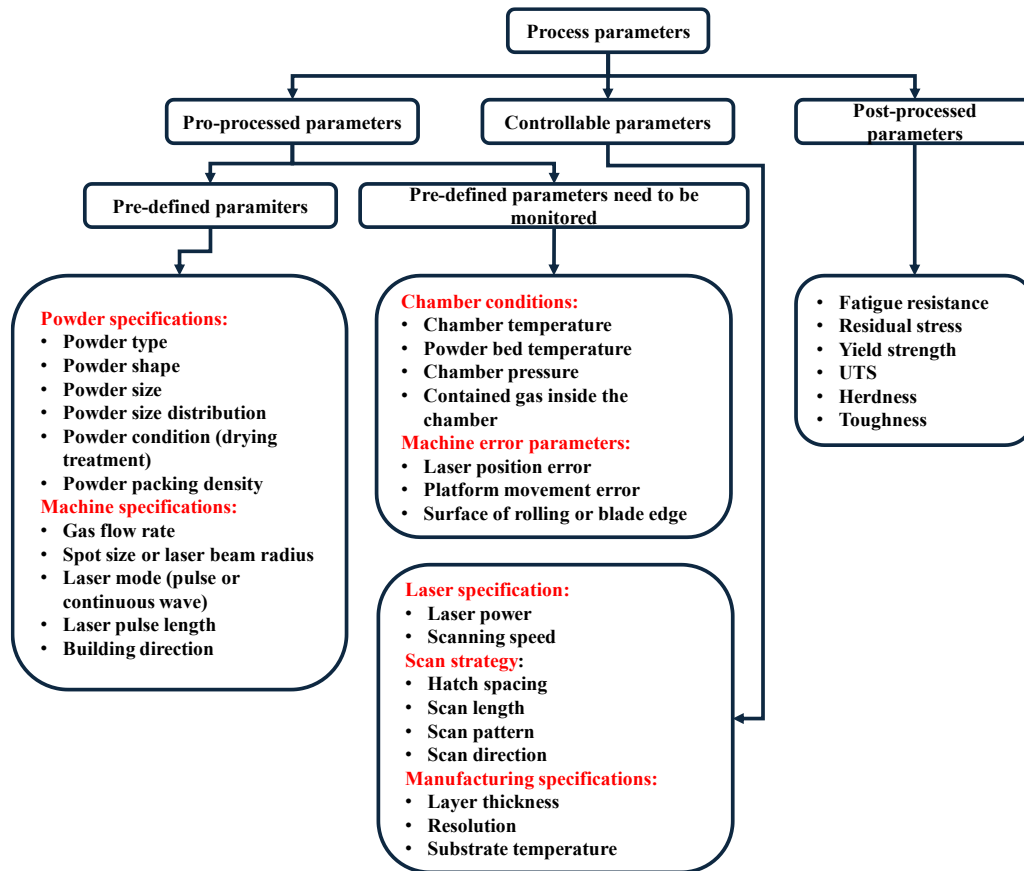 Process parameters
Pro-processed parameters
Controllable parameters
Post-processed
parameters
Pre-defined paramiters
Pre-defined parameters need to be
monitored
Powder specifications:
• Powder type
• Powder shape
• Powder size
• Powder size distribution
• Powder condition (drying
treatment)
• Powder packing density
Machine specifications:
• Gas flow rate
• Spot size or laser beam radius
• Laser mode (pulse or
continuous wave)
• Laser pulse length
• Building direction
Chamber conditions:
• Chamber temperature
• Powder bed temperature
• Chamber pressure
• Contained gas inside the
chamber
Machine error parameters:
• Laser position error
• Platform movement error
• Surface of rolling or blade edge
• Fatigue resistance
• Residual stress
• Yield strength
• UTS
• Herdness
• Toughness
Laser specification:
• Laser power
• Scanning speed
Scan strategy:
• Hatch spacing
• Scan length
• Scan pattern
• Scan direction
Manufacturing specifications:
• Layer thickness
• Resolution
• Substrate temperature